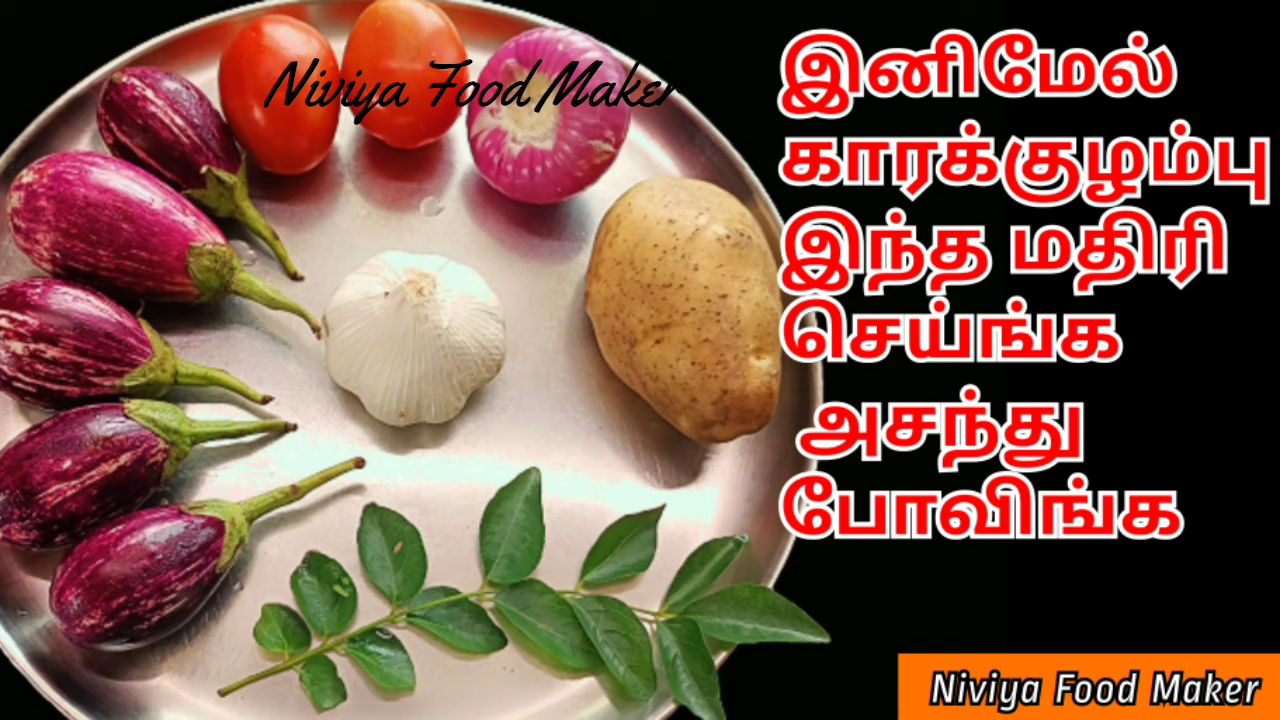 Niviya Food Maker
இனிமேல்
காரக்குழம்பு
இந்த மதிரி
செய்ங்க
அசந்து
போவிங்க
Niviya Food Maker